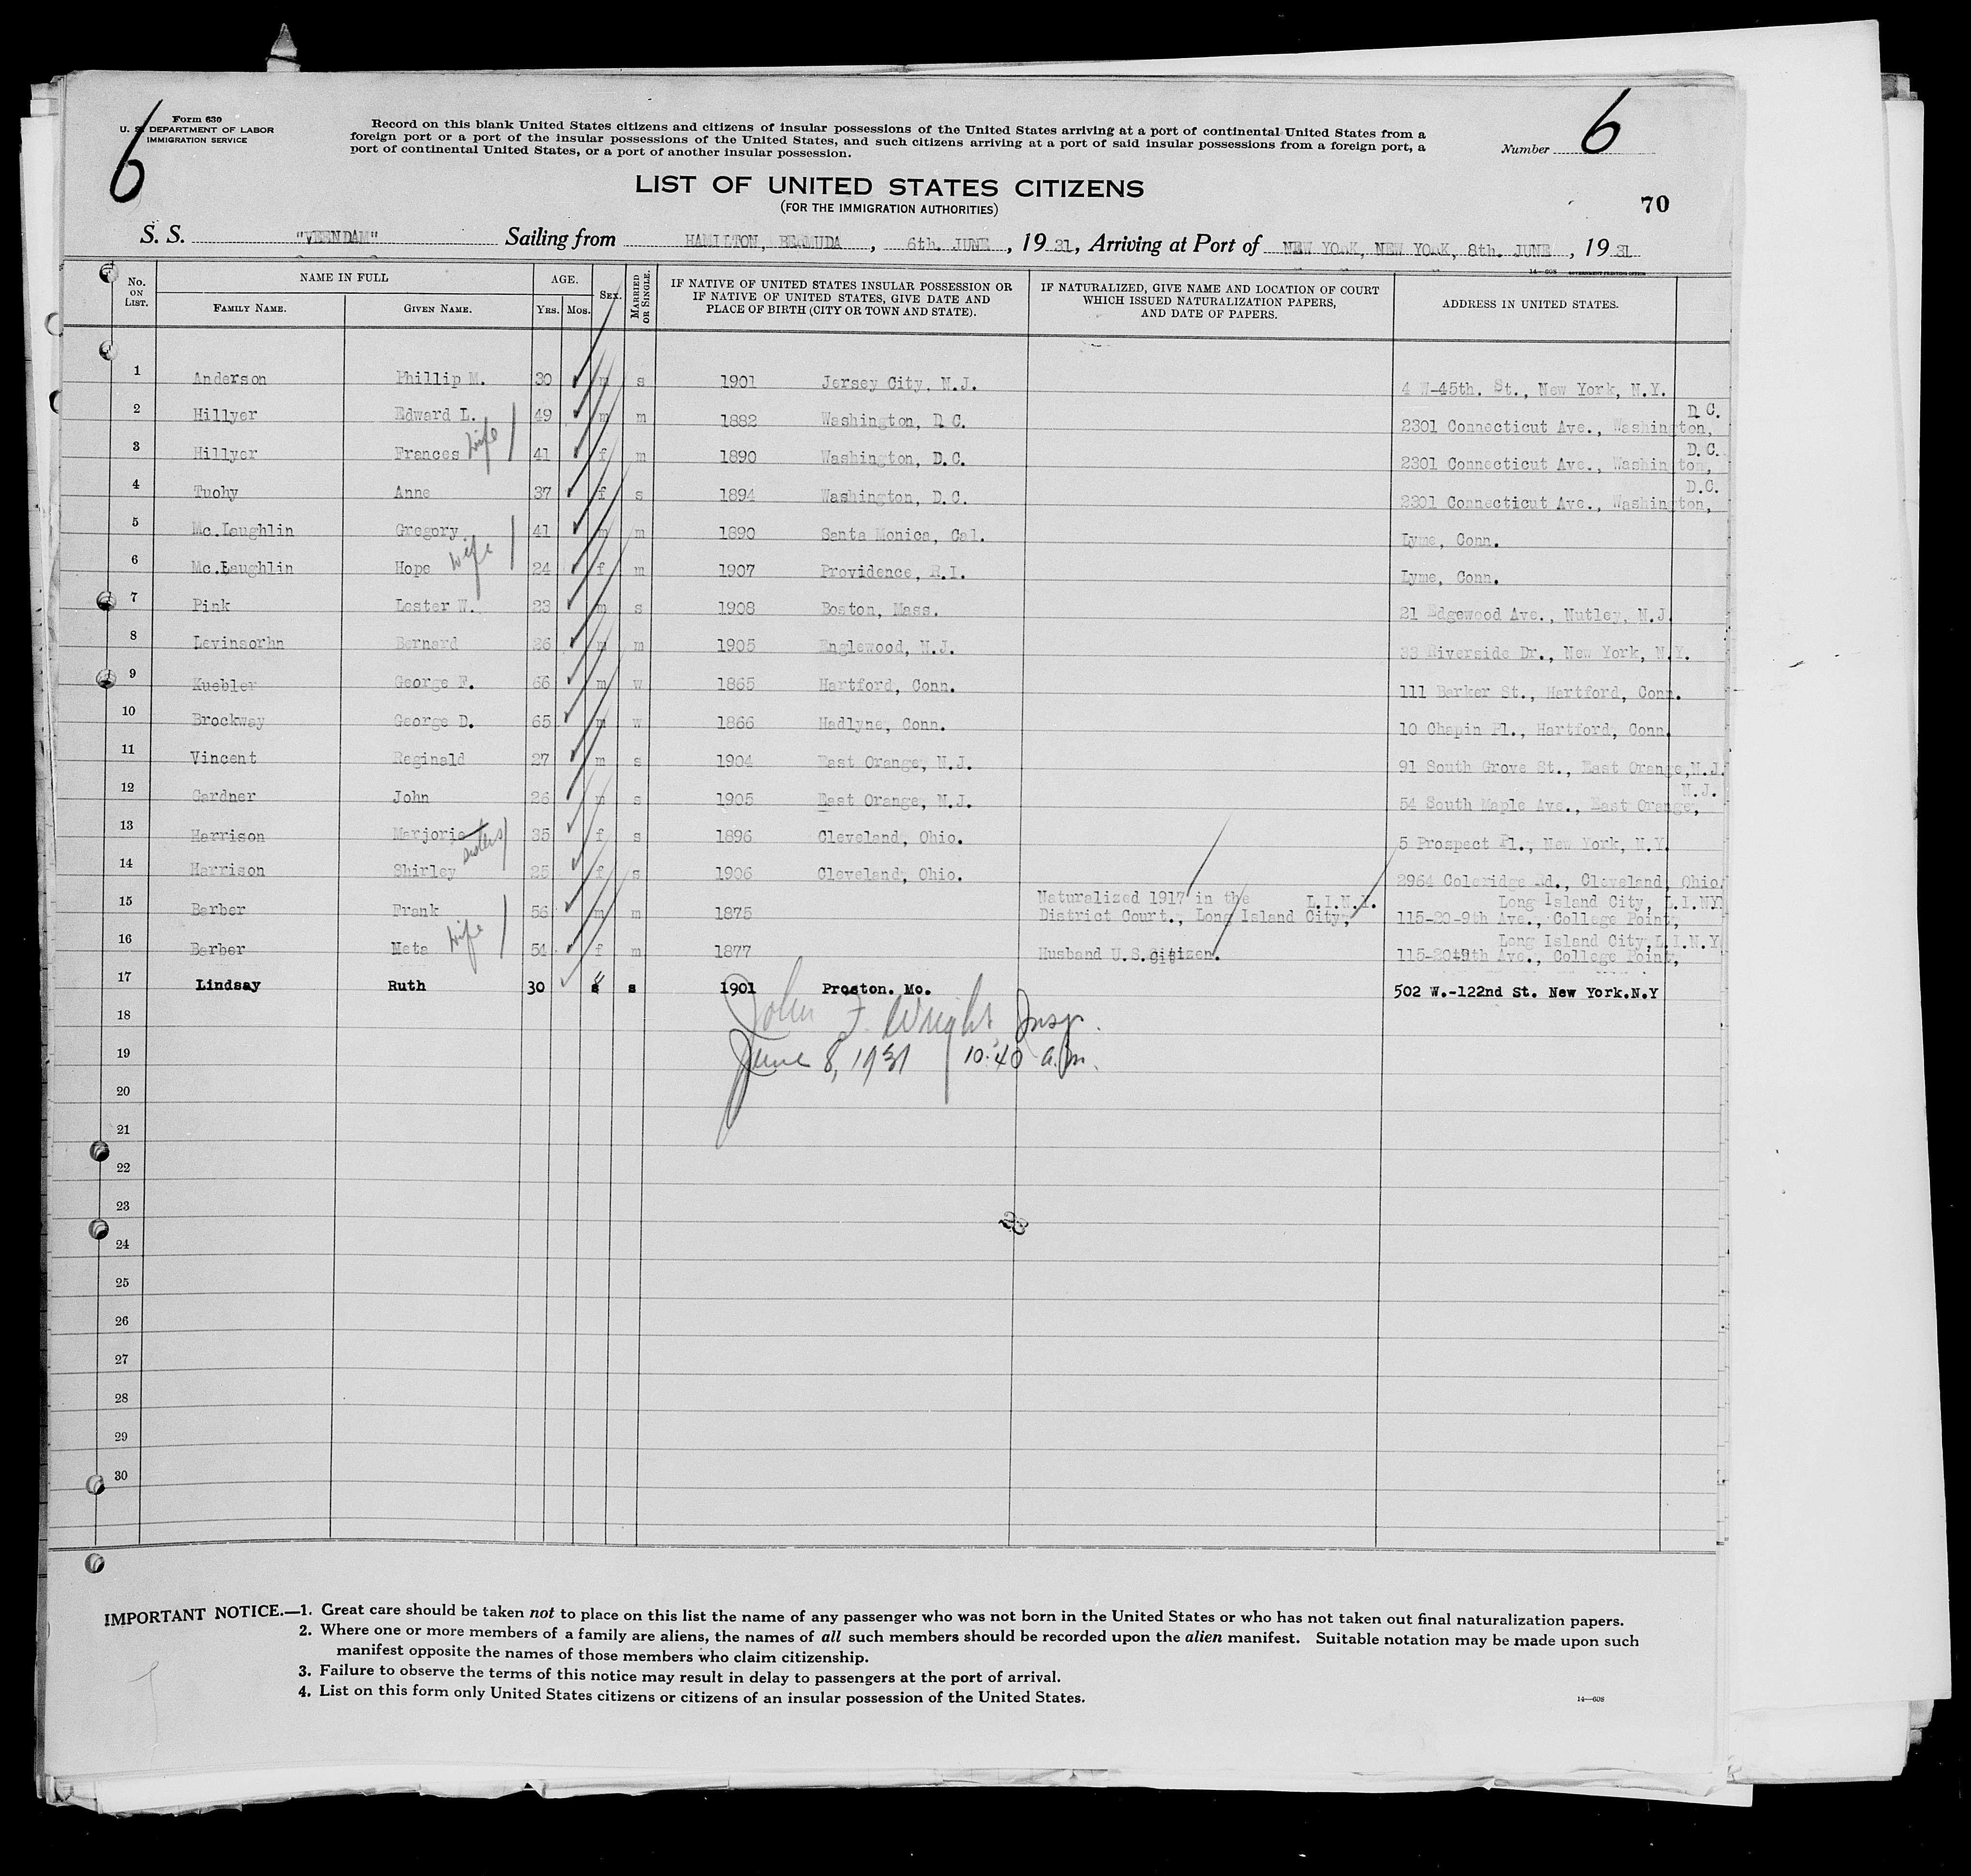 6
Form 630
U. S. DEPARTMENT OF LABOR
IMMIGRATION SERVICE
Record on this blank United States citizens and citizens of insular possessions of the United States arriving at a port of continental United States from a
foreign port or a port of the insular possessions of the United States, and such citizens arriving at a port of said insular possessions from a foreign port, a
port of continental United States, or a port of another insular possession.
Number 6
LIST OF UNITED STATES CITIZENS
(FOR THE IMMIGRATION AUTHORITIES)
70
S. S. "VEENDAM" Sailing from HAMILTON, BERMUDA, 6th. JUNE, 19 31, Arriving at Port of NEW YORK, NEW YORK, 8th. JUNE, 19 31
14—608 GOVERNMENT PRINTING OFFICE
No. ON LIST. NAME IN FULL FAMILY NAME. GIVEN NAME. AGE. Yrs. Mos. SEX. MARRIED OR SINGLE. IF NATIVE OF UNITED STATES INSULAR POSSESSION OR IF NATIVE OF UNITED STATES, GIVE DATE AND PLACE OF BIRTH (CITY OR TOWN AND STATE). IF NATURALIZED, GIVE NAME AND LOCATION OF COURT WHICH ISSUED NATURALIZATION PAPERS, AND DATE OF PAPERS. ADDRESS IN UNITED STATES.
1 Anderson Phillip M. 30 m s 1901 Jersey City, N.J. 4 W-45th. St., New York, N.Y.
2 Hillyer Edward L. 49 m m 1882 Washington, D C. 2301 Connecticut Ave., Washington, D C.
3 Hillyer Frances wife 41 f m 1890 Washington, D.C. 2301 Connecticut Ave., Washington, D.C.
4 Tuohy Anne 37 f s 1894 Washington, D.C. 2301 Connecticut Ave., Washington, D.C.
5 Mc.Laughlin Gregory 41 m m 1890 Santa Monica, Cal. Lyme, Conn.
6 Mc.Laughlin Hope wife 24 f m 1907 Providence, R.I. Lyme, Conn.
7 Pink Lester W. 23 m s 1908 Boston, Mass. 21 Edgewood Ave., Nutley, N.J.
8 Levinsorhn Bernard 26 m m 1905 Englewood, N.J. 33 Riverside Dr., New York, N.Y.
9 Kuebler George F. 66 m w 1865 Hartford, Conn. 111 Barker St., Hartford, Conn.
10 Brockway George D. 65 m w 1866 Hadlyne, Conn. 10 Chapin Pl., Hartford, Conn.
11 Vincent Reginald 27 m s 1904 East Orange, N.J. 91 South Grove St., East Orange, N.J.
12 Gardner John 26 m s 1905 East Orange, N.J. 54 South Maple Ave., East Orange, N.J.
13 Harrison Marjorie 35 f s 1896 Cleveland, Ohio. 5 Prospect Pl., New York, N.Y.
14 Harrison Shirley sisters 25 f s 1906 Cleveland, Ohio. 2964 Coleridge Rd., Cleveland, Ohio.
15 Barber Frank 56 m m 1875 Naturalized 1917 in the District Court., Long Island City, L.I.N.Y. 115-20-9th Ave., College Point, Long Island City, L.I.NY.
16 Barber Meta wife 54 f m 1877 Husband U.S.Citizen. 115-20-9th Ave., College Point, Long Island City, L.I.N.Y.
17 Lindsay Ruth 30 f s 1901 Preston. Mo. 502 W.-122nd St. New York.N.Y
18 John F. Wright Insp.
19 June 8, 1931 10:40 a.m.
20
21
22
23
24
25
26
27
28
29
30
IMPORTANT NOTICE.—1. Great care should be taken not to place on this list the name of any passenger who was not born in the United States or who has not taken out final naturalization papers.
2. Where one or more members of a family are aliens, the names of all such members should be recorded upon the alien manifest. Suitable notation may be made upon such
manifest opposite the names of those members who claim citizenship.
3. Failure to observe the terms of this notice may result in delay to passengers at the port of arrival.
4. List on this form only United States citizens or citizens of an insular possession of the United States.
14—608